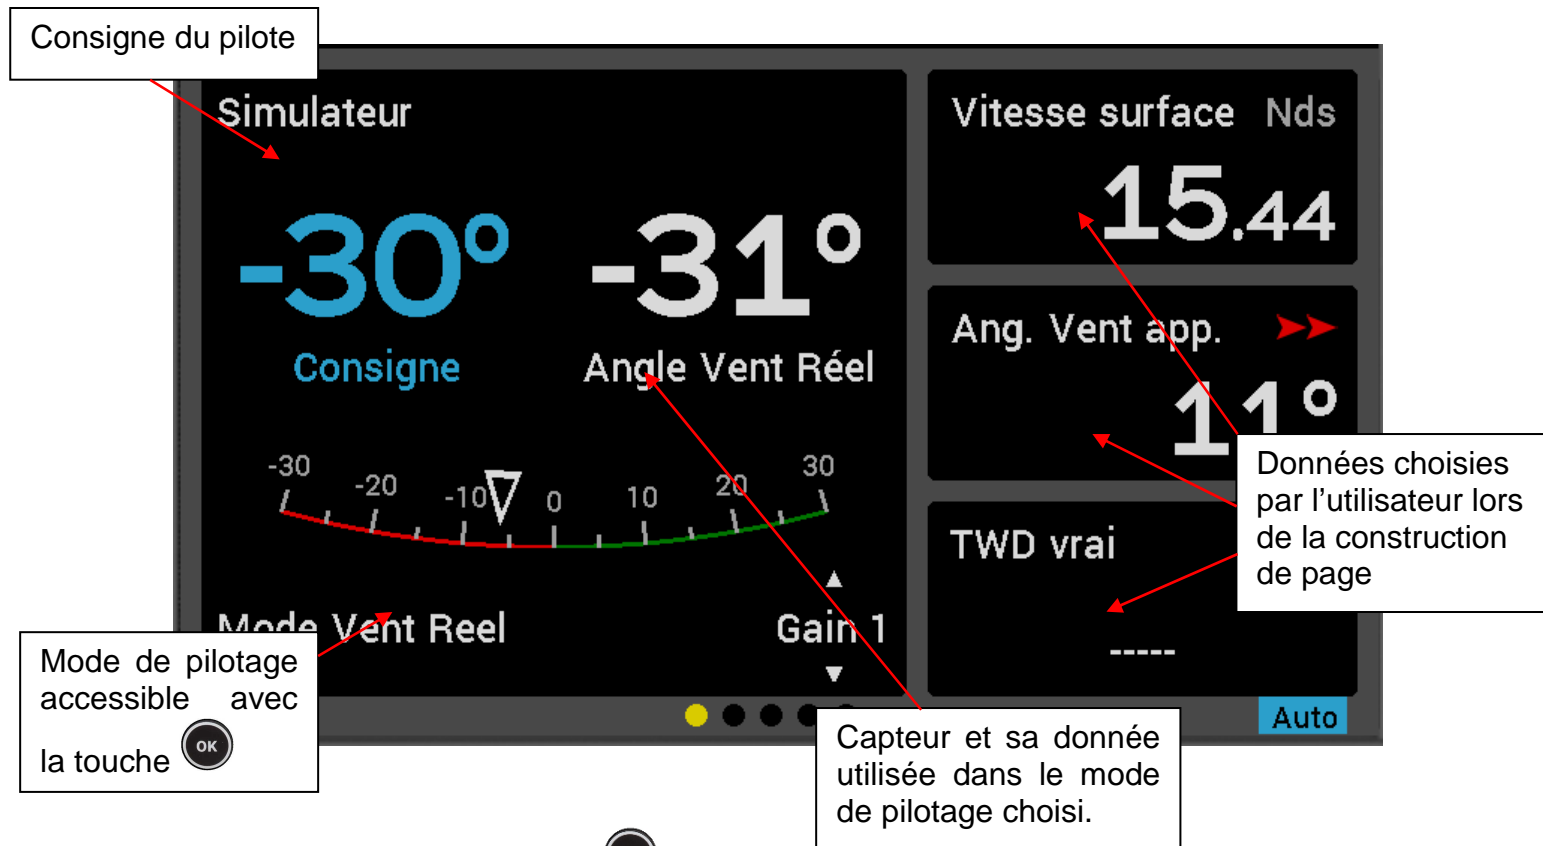 Consigne du pilote
Simulateur
-30°
-31°
Consigne
Angle Vent Réel
-30
-20
-10
0
10
20
30
Mode Vent Reel
Gain 1
Vitesse surface Nds
15.44
Ang. Vent app.
11°
TWD vrai
-----
Auto
Données choisies
par l’utilisateur lors
de la construction
de page
Mode de pilotage
accessible avec
la touche OK
Capteur et sa donnée
utilisée dans le mode
de pilotage choisi.